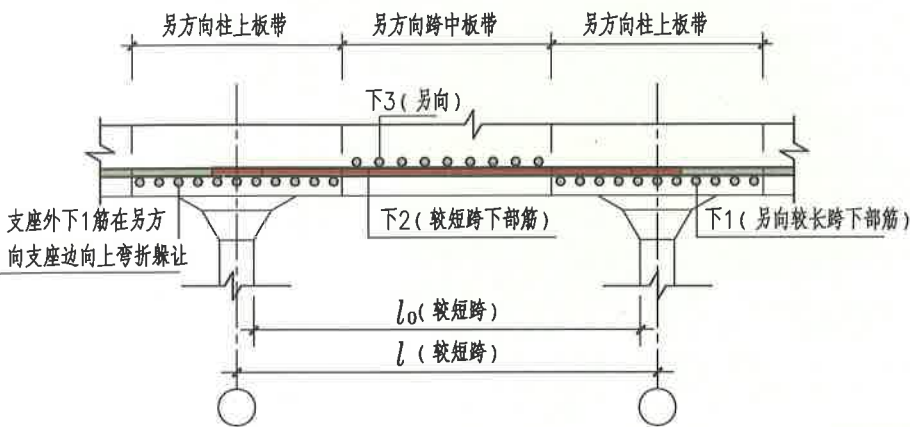 另方向柱上板带
另方向跨中板带
另方向柱上板带
下3(另向)
支座外下1筋在另方
向支座边向上弯折躲让
下2(较短跨下部筋)
下1(另向较长跨下部筋)
l0(较短跨)
l(较短跨)